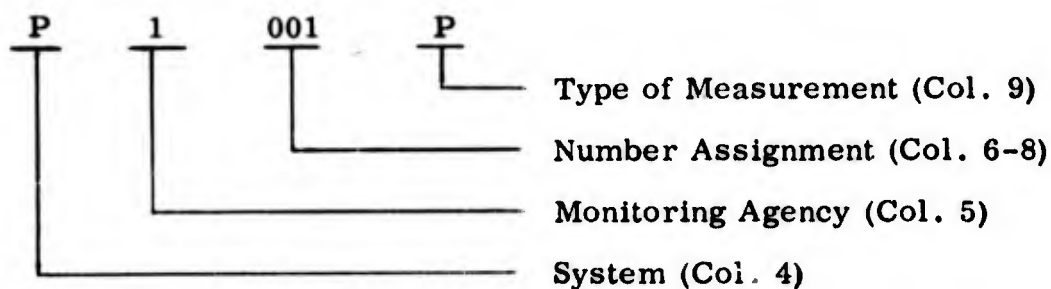 P 1 001 P
Type of Measurement (Col. 9)
Number Assignment (Col. 6-8)
Monitoring Agency (Col. 5)
System (Col. 4)